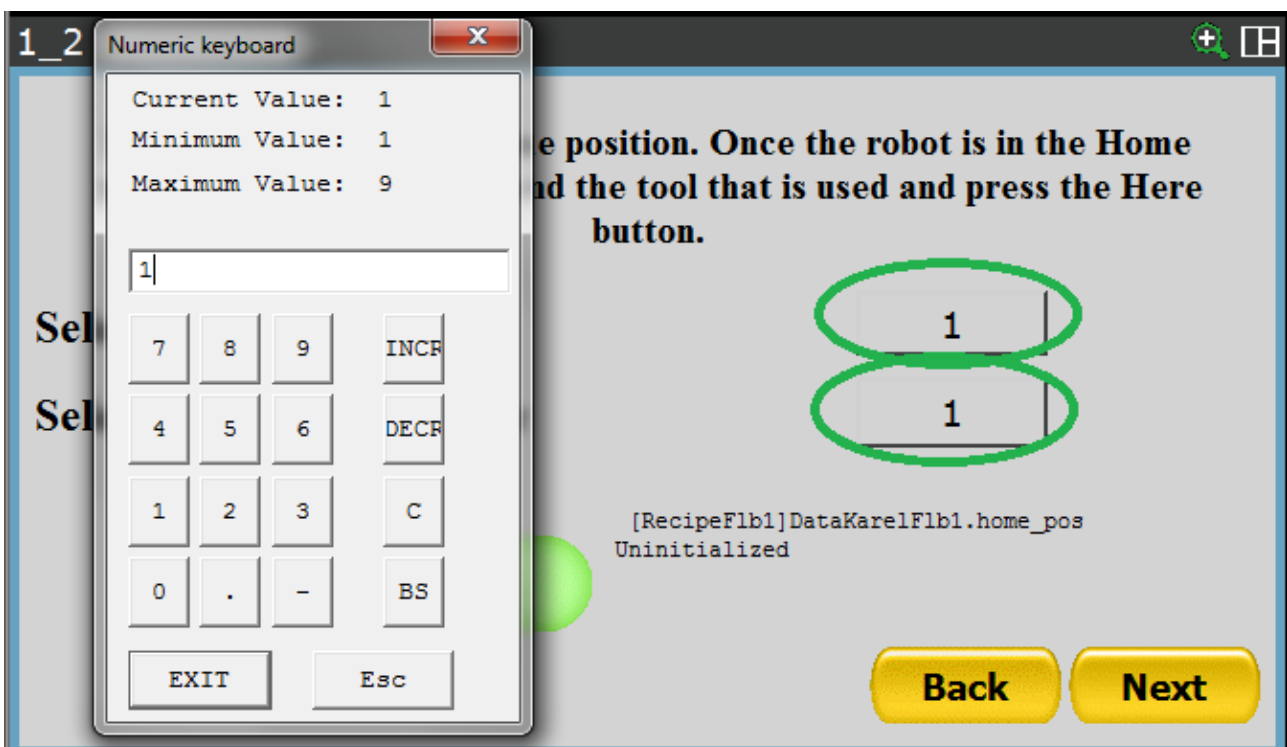 1_2
Numeric keyboard
x
Current Value: 1
Minimum Value: 1
Maximum Value: 9
1
7 8 9 INCR
4 5 6 DECR
1 2 3 C
0 . - BS
EXIT Esc
e position. Once the robot is in the Home
nd the tool that is used and press the Here
button.
Sel 1
Sel 1
[RecipeFlb1]DataKarelFlb1.home_pos
Uninitialized
Back Next